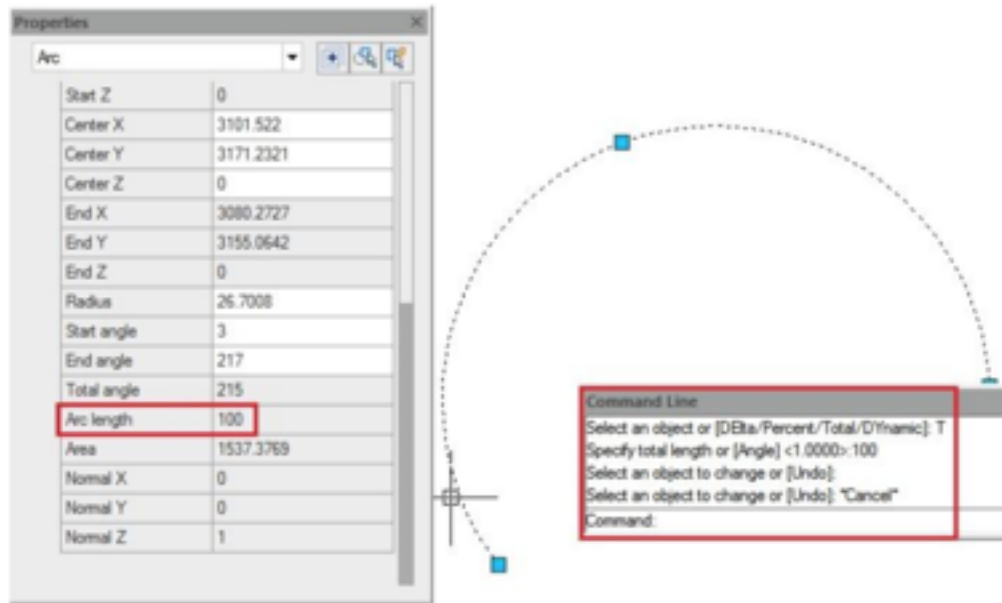 Properties
Arc
Start Z 0
Center X 3101.522
Center Y 3171.2321
Center Z 0
End X 3080.2727
End Y 3155.0642
End Z 0
Radius 26.7008
Start angle 3
End angle 217
Total angle 215
Arc length 100
Area 1537.3769
Normal X 0
Normal Y 0
Normal Z 1
Command Line
Select an object or [DElta/Percent/Total/DYnamic]: T
Specify total length or [Angle] <1.0000>:100
Select an object to change or [Undo]:
Select an object to change or [Undo]: "Cancel"
Command: